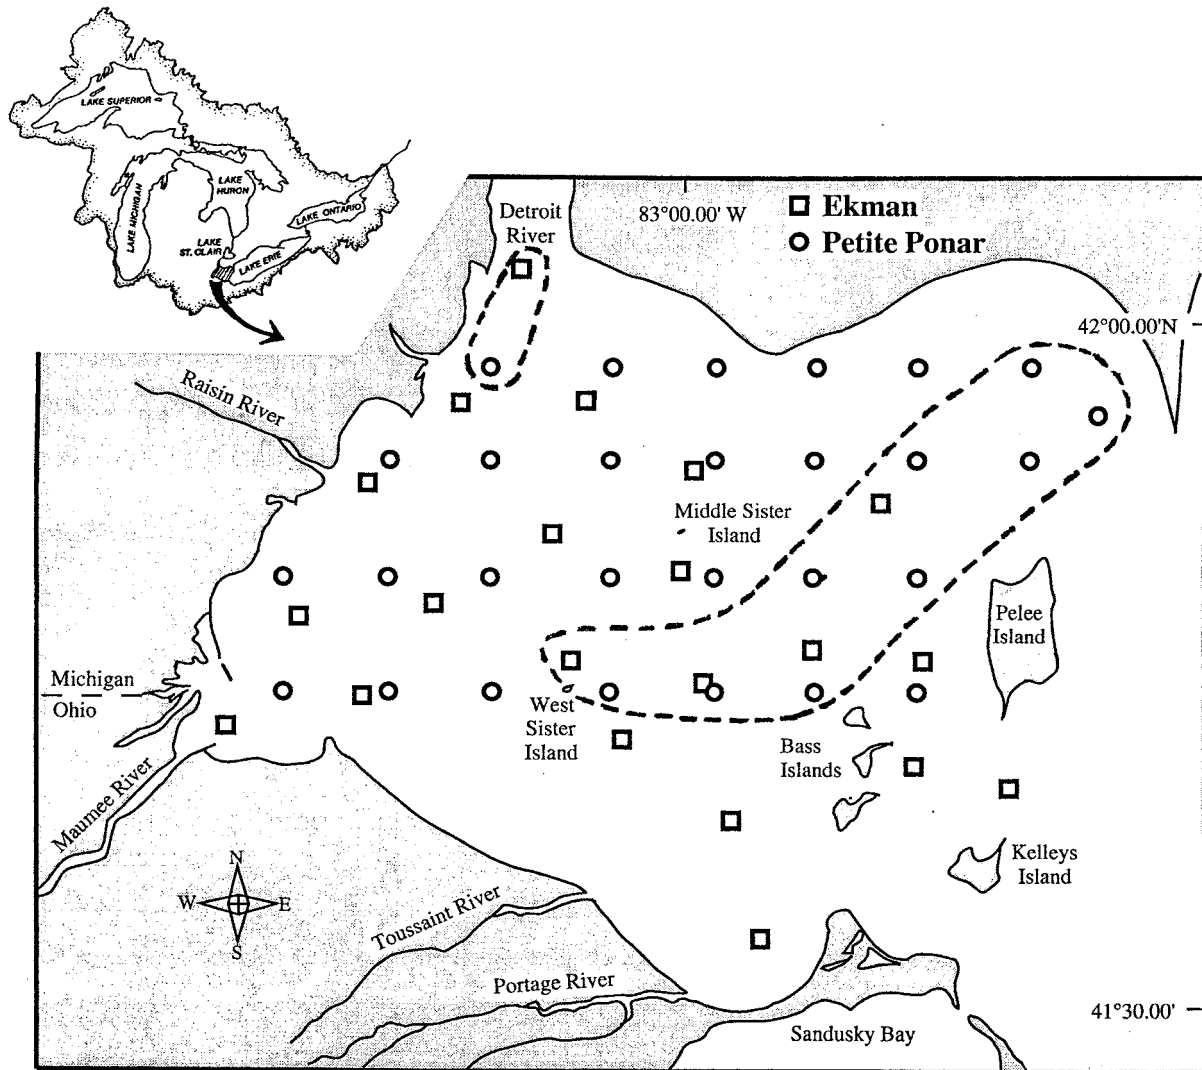 LAKE SUPERIOR
LAKE MICHIGAN
LAKE
HURON
LAKE ONTARIO
LAKE
ST. CLAIR
LAKE ERIE
Detroit
River
83°00.00' W
Ekman
Petite Ponar
42°00.00'N
Raisin River
Middle Sister
Island
Pelee
Island
Michigan
Ohio
West
Sister
Island
Bass
Islands
Maumee River
Kelleys
Island
N
W
E
S
Toussaint River
Portage River
41°30.00'
Sandusky Bay